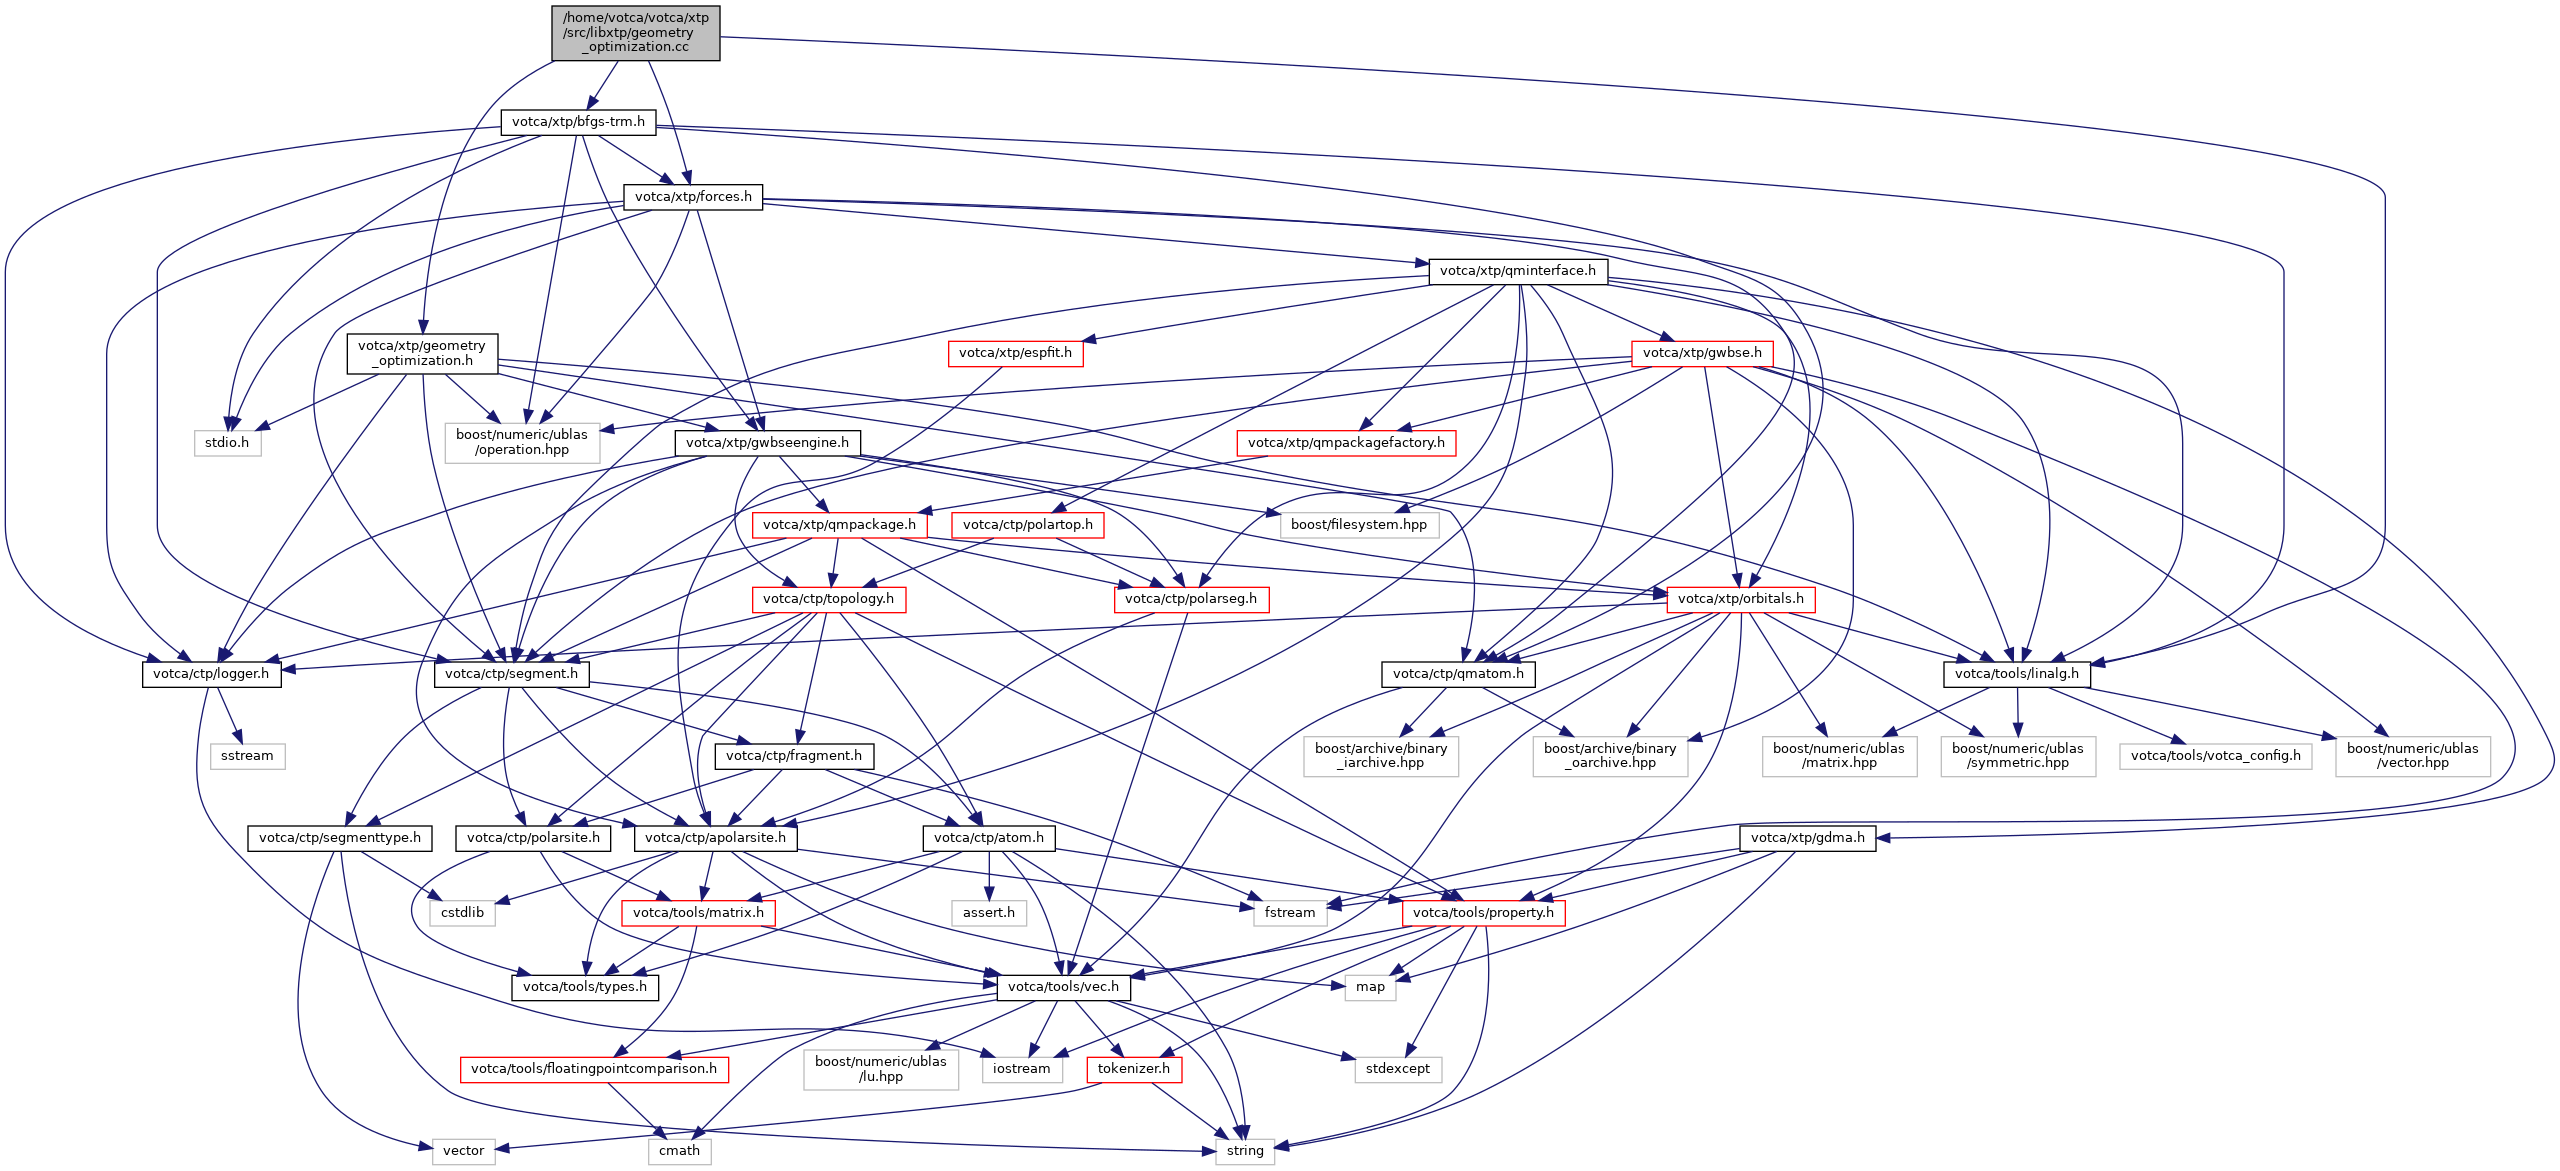 /home/votca/votca/xtp
/src/libxtp/geometry
_optimization.cc
votca/xtp/bfgs-trm.h
votca/xtp/forces.h
votca/xtp/qminterface.h
votca/xtp/geometry
_optimization.h
votca/xtp/espfit.h
votca/xtp/gwbse.h
stdio.h
boost/numeric/ublas
/operation.hpp
votca/xtp/gwbseengine.h
votca/xtp/qmpackagefactory.h
votca/xtp/qmpackage.h
votca/ctp/polartop.h
boost/filesystem.hpp
votca/ctp/topology.h
votca/ctp/polarseg.h
votca/xtp/orbitals.h
votca/ctp/logger.h
votca/ctp/segment.h
votca/ctp/qmatom.h
votca/tools/linalg.h
sstream
votca/ctp/fragment.h
boost/archive/binary
_iarchive.hpp
boost/archive/binary
_oarchive.hpp
boost/numeric/ublas
/matrix.hpp
boost/numeric/ublas
/symmetric.hpp
votca/tools/votca_config.h
boost/numeric/ublas
/vector.hpp
votca/ctp/segmenttype.h
votca/ctp/polarsite.h
votca/ctp/apolarsite.h
votca/ctp/atom.h
votca/xtp/gdma.h
cstdlib
votca/tools/matrix.h
assert.h
fstream
votca/tools/property.h
votca/tools/types.h
votca/tools/vec.h
map
votca/tools/floatingpointcomparison.h
boost/numeric/ublas
/lu.hpp
iostream
tokenizer.h
stdexcept
vector
cmath
string